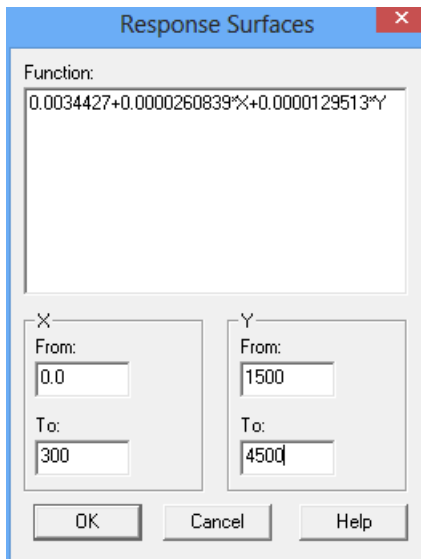 Response Surfaces
Function:
0.0034427+0.0000260839*X+0.0000129513*Y
X
From:
0.0
To:
300
Y
From:
1500
To:
4500
OK
Cancel
Help